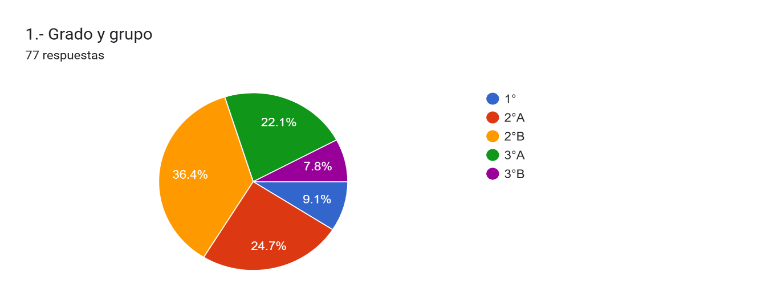 1.- Grado y grupo
77 respuestas
22.1%
7.8%
36.4%
9.1%
24.7%
1°
2°A
2°B
3°A
3°B